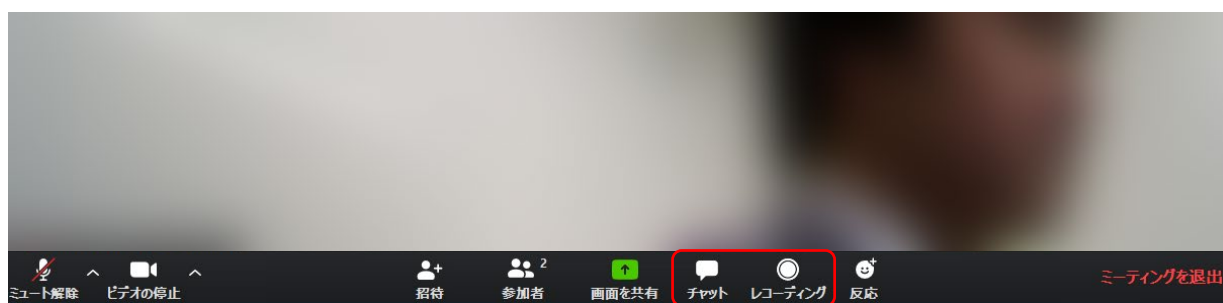 2
ミュート解除 ビデオの停止 招待 参加者 画面を共有 チャット レコーディング 反応 ミーティングを退出